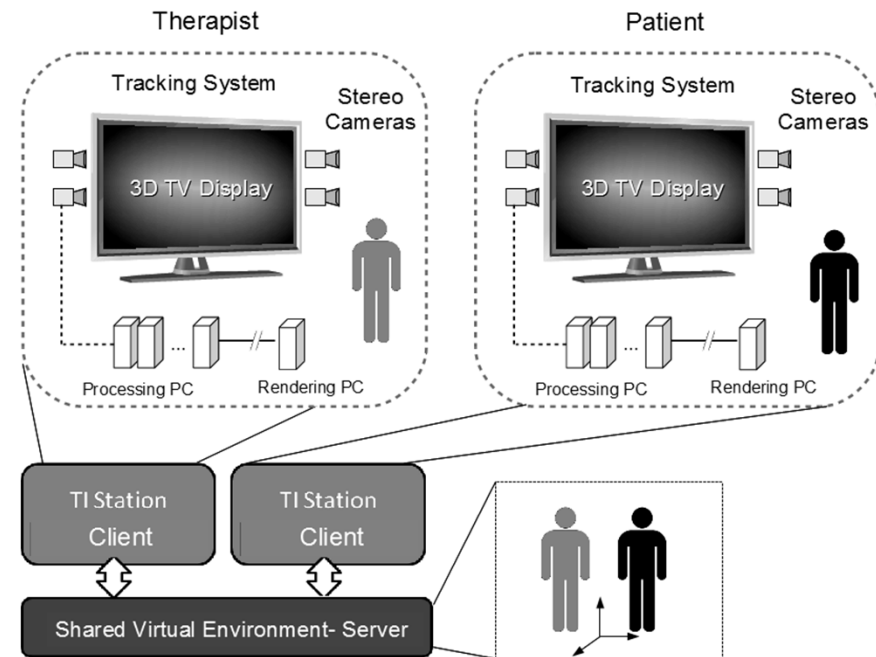 Therapist
Patient
Tracking System
Stereo
Cameras
3D TV Display
...
Processing PC
Rendering PC
Tracking System
Stereo
Cameras
3D TV Display
...
Processing PC
Rendering PC
TI Station
Client
TI Station
Client
Shared Virtual Environment- Server